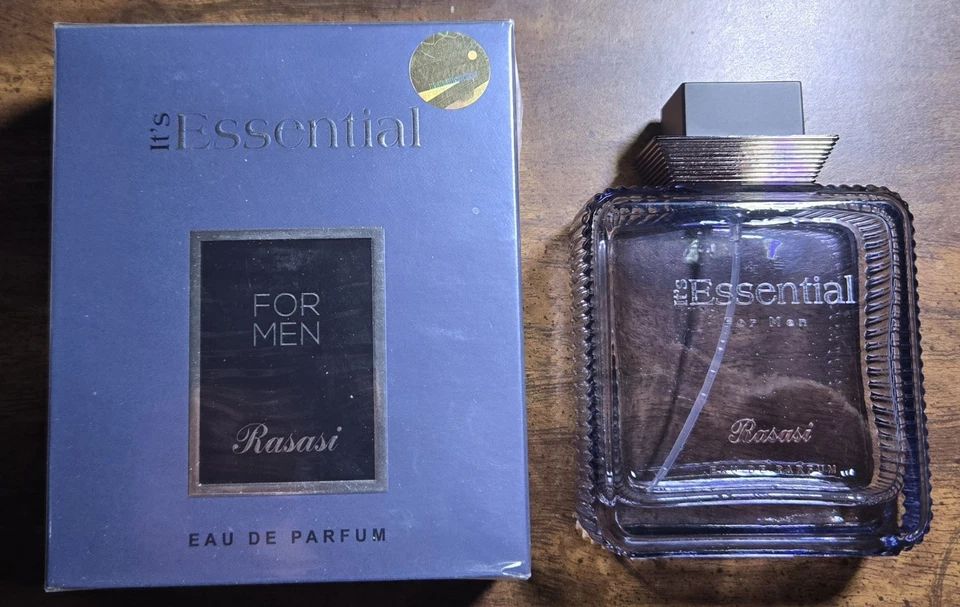 It's Essential
FOR
MEN
Rasasi
EAU DE PARFUM
It's Essential
For Men
Rasasi
EAU DE PARFUM